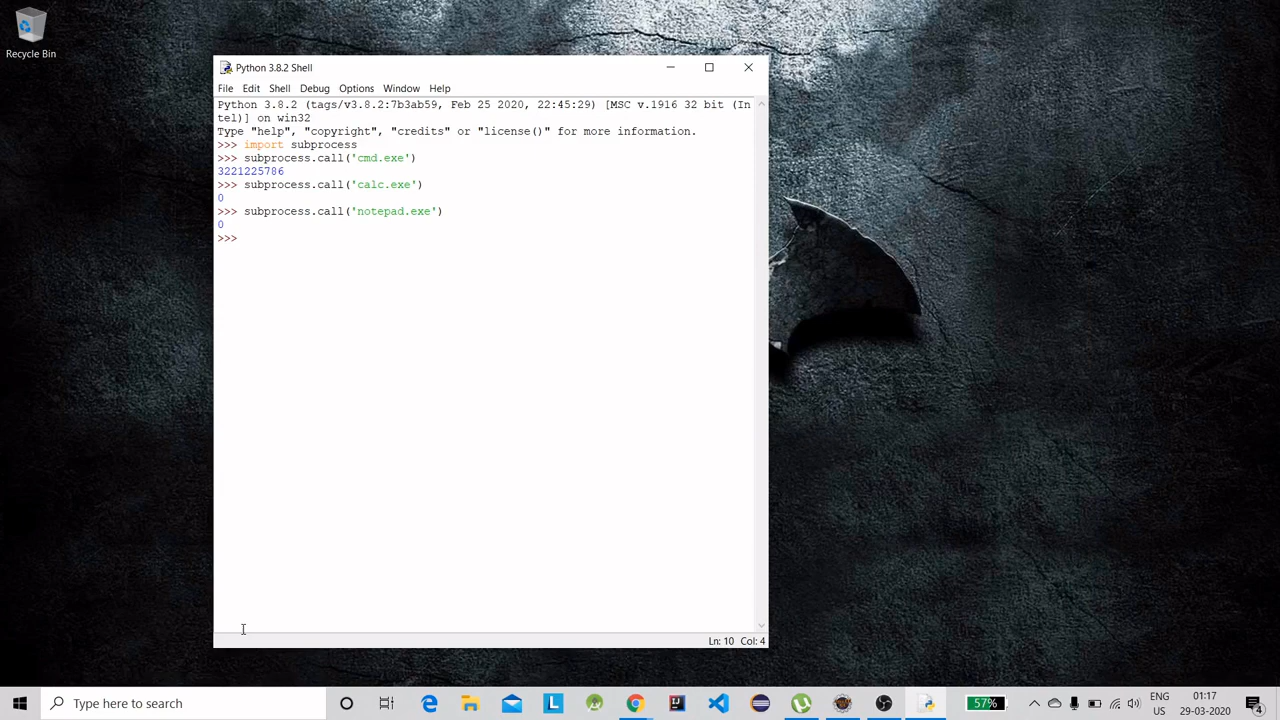 Recycle Bin
Python 3.8.2 Shell
File Edit Shell Debug Options Window Help
Python 3.8.2 (tags/v3.8.2:7b3ab59, Feb 25 2020, 22:45:29) [MSC v.1916 32 bit (In
tel)] on win32
Type "help", "copyright", "credits" or "license()" for more information.
>>> import subprocess
>>> subprocess.call('cmd.exe')
3221225786
>>> subprocess.call('calc.exe')
0
>>> subprocess.call('notepad.exe')
0
>>>
Ln: 10 Col: 4
Type here to search
L
57%
ENG
US
01:17
29-03-2020
4